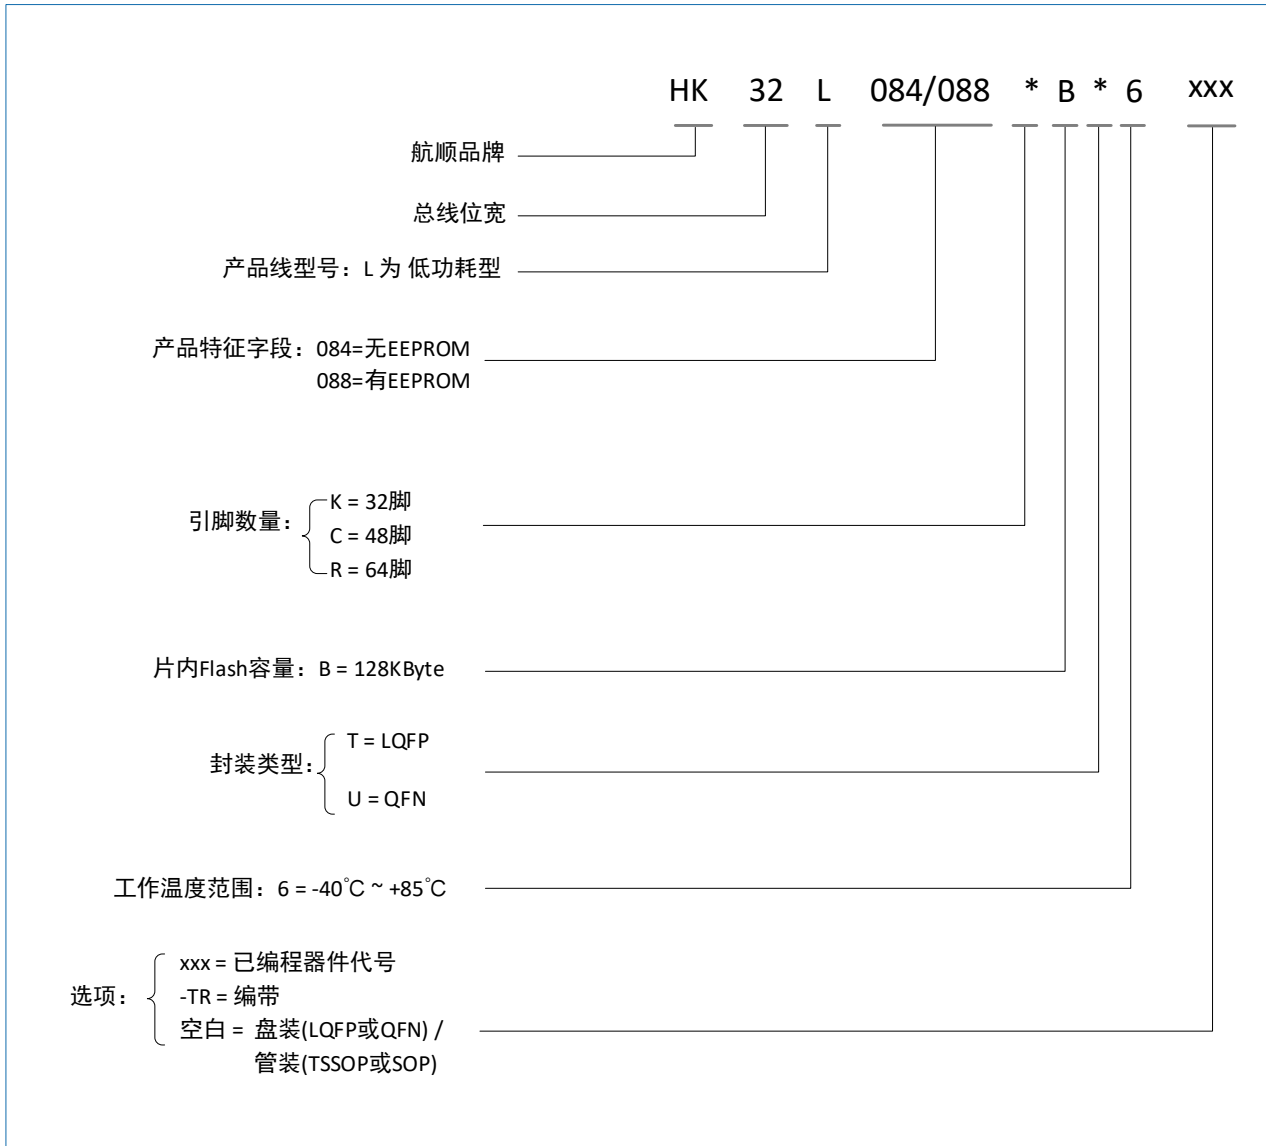 HK 32 L 084/088 * B * 6 xxx
航顺品牌
总线位宽
产品线型号：L 为 低功耗型
产品特征字段：084=无EEPROM
088=有EEPROM
K = 32脚
引脚数量：
C = 48脚
R = 64脚
片内Flash容量：B = 128KByte
T = LQFP
封装类型：
U = QFN
工作温度范围：6 = -40℃ ~ +85℃
xxx = 已编程器件代号
选项：
-TR = 编带
空白 = 盘装(LQFP或QFN) /
管装(TSSOP或SOP)